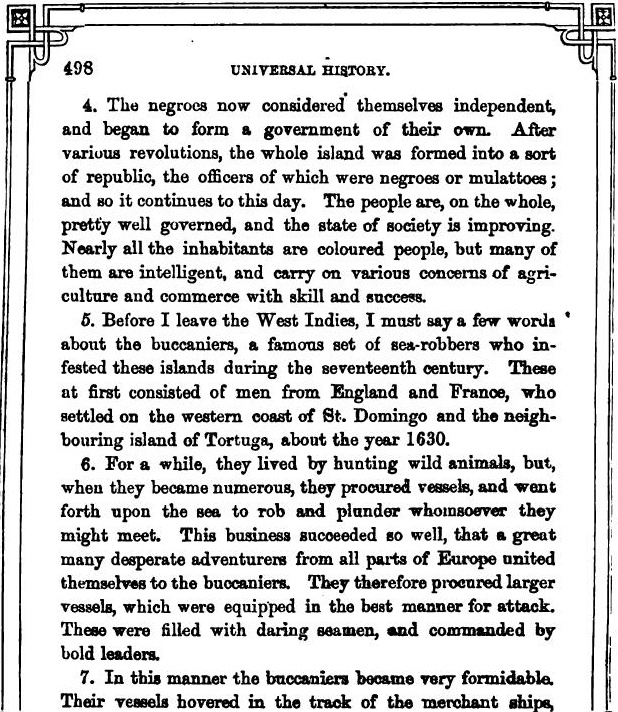 498
UNIVERSAL HISTORY.
4. The negroes now considered themselves independent,
and began to form a government of their own. After
various revolutions, the whole island was formed into a sort
of republic, the officers of which were negroes or mulattoes;
and so it continues to this day. The people are, on the whole,
pretty well governed, and the state of society is improving.
Nearly all the inhabitants are coloured people, but many of
them are intelligent, and carry on various concerns of agri-
culture and commerce with skill and success.
5. Before I leave the West Indies, I must say a few words
about the buccaniers, a famous set of sea-robbers who in-
fested these islands during the seventeenth century. These
at first consisted of men from England and France, who
settled on the western coast of St. Domingo and the neigh-
bouring island of Tortuga, about the year 1630.
6. For a while, they lived by hunting wild animals, but,
when they became numerous, they procured vessels, and went
forth upon the sea to rob and plunder whomsoever they
might meet. This business succeeded so well, that a great
many desperate adventurers from all parts of Europe united
themselves to the buccaniers. They therefore procured larger
vessels, which were equipped in the best manner for attack.
These were filled with daring seamen, and commanded by
bold leaders.
7. In this manner the buccaniers became very formidable.
Their vessels hovered in the track of the merchant ships,